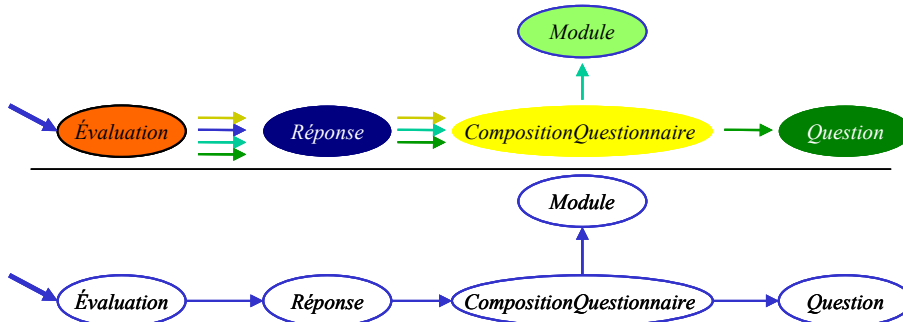 Module
Évaluation
Réponse
CompositionQuestionnaire
Question
Module
Évaluation
Réponse
CompositionQuestionnaire
Question